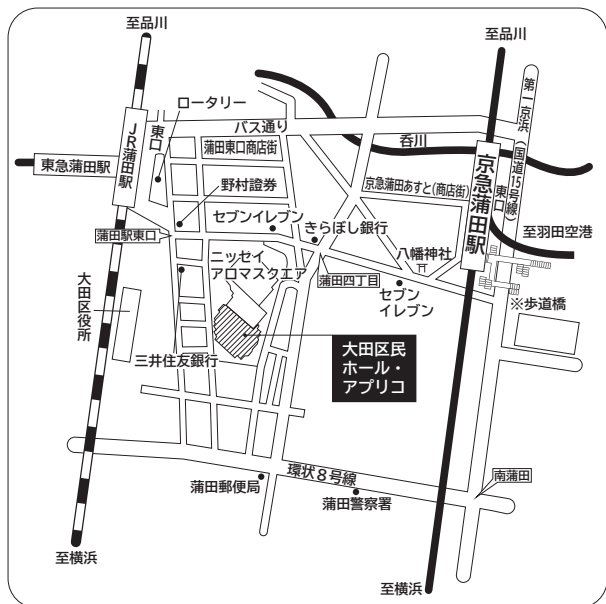 至品川
至品川
ロータリー
バス通り
呑川
第一京浜（国道15号線）
JR蒲田駅
東口
蒲田東口商店街
東急蒲田駅
野村證券
京急蒲田あすと(商店街)
京急蒲田駅
東口
セブンイレブン
きらぼし銀行
至羽田空港
蒲田駅東口
ニッセイ
アロマスクエア
八幡神社
蒲田四丁目
セブン
イレブン
※歩道橋
大田区役所
三井住友銀行
大田区民
ホール・
アプリコ
環状8号線
南蒲田
蒲田郵便局
蒲田警察署
至横浜
至横浜